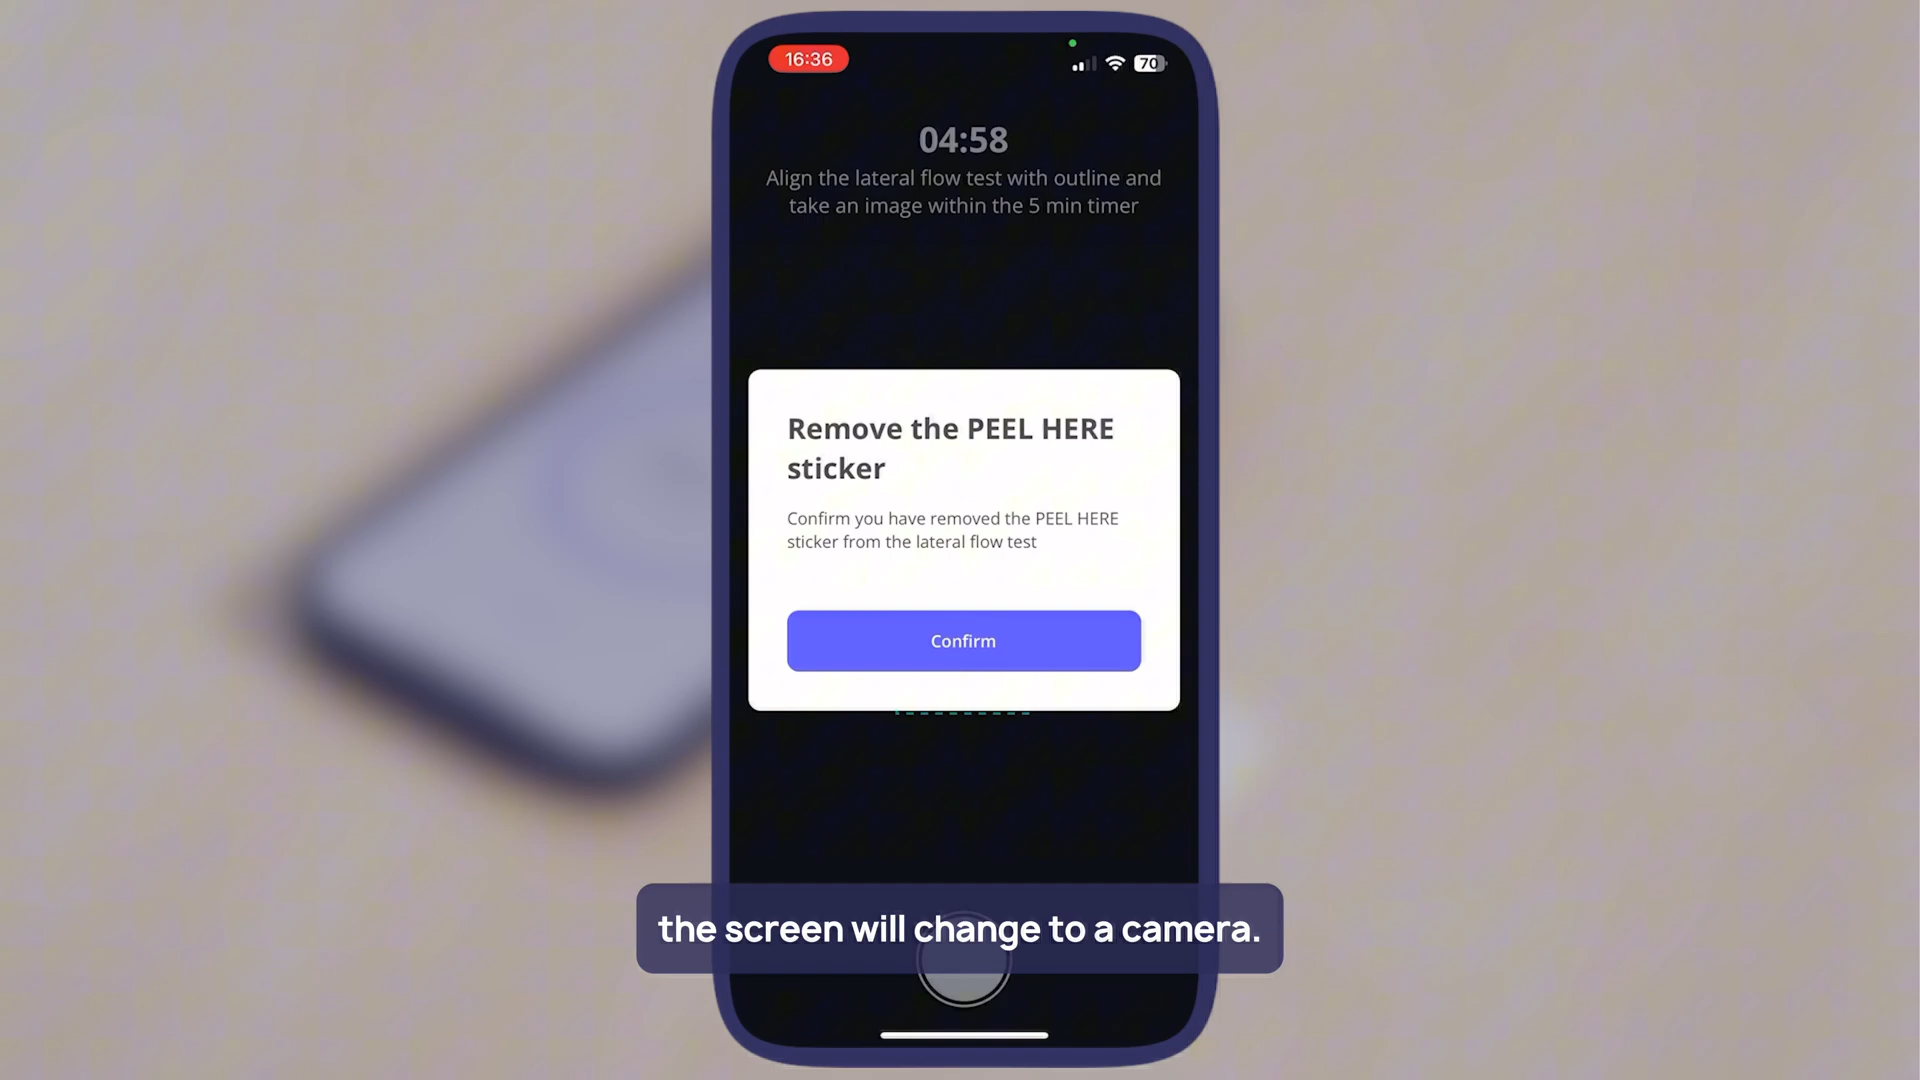 16:36
70
04:58
Align the lateral flow test with outline and
take an image within the 5 min timer
Remove the PEEL HERE
sticker
Confirm you have removed the PEEL HERE
sticker from the lateral flow test
Confirm
the screen will change to a camera.